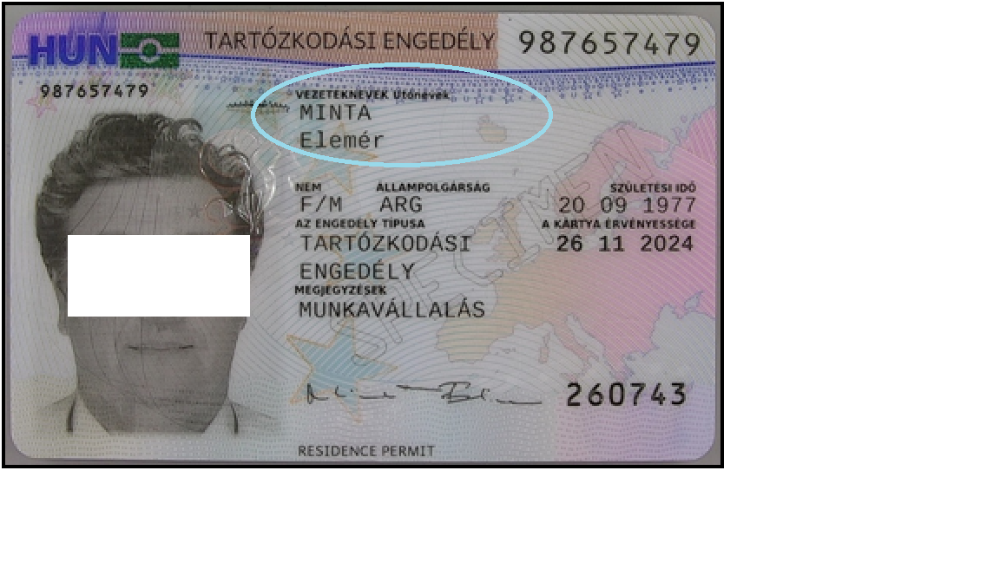 HUN
TARTÓZKODÁSI ENGEDÉLY
987657479
987657479
VEZETÉKNEVEK Utónevek
MINTA
Elemér
NEM ÁLLAMPOLGÁRSÁG SZÜLETÉSI IDŐ
F/M ARG 20 09 1977
AZ ENGEDÉLY TÍPUSA A KÁRTYA ÉRVÉNYESSÉGE
TARTÓZKODÁSI 26 11 2024
ENGEDÉLY
MEGJEGYZÉSEK
MUNKAVÁLLALÁS
SPECIMEN
260743
RESIDENCE PERMIT